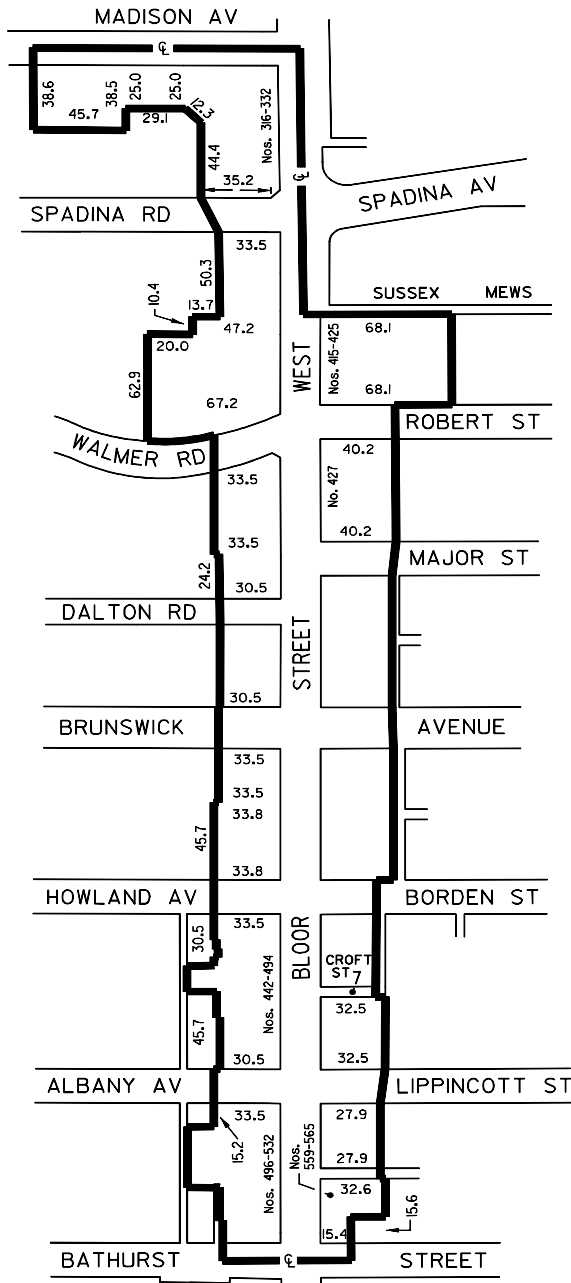 MADISON AV
℄
38.6
45.7
38.5
25.0
29.1
25.0
12.3
44.4
35.2
Nos. 316-332
℄
SPADINA RD
SPADINA AV
33.5
50.3
10.4
13.7
47.2
20.0
62.9
67.2
SUSSEX MEWS
68.1
Nos. 415-425
68.1
WEST
ROBERT ST
WALMER RD
33.5
40.2
No. 427
40.2
33.5
24.2
30.5
MAJOR ST
DALTON RD
STREET
30.5
BRUNSWICK
AVENUE
33.5
33.5
33.8
45.7
33.8
HOWLAND AV
BORDEN ST
33.5
30.5
BLOOR
Nos. 442-494
CROFT
ST 7
32.5
45.7
30.5
32.5
ALBANY AV
LIPPINCOTT ST
33.5
15.2
Nos. 496-532
27.9
27.9
Nos.
559-565
32.6
15.6
15.4
BATHURST
℄
STREET